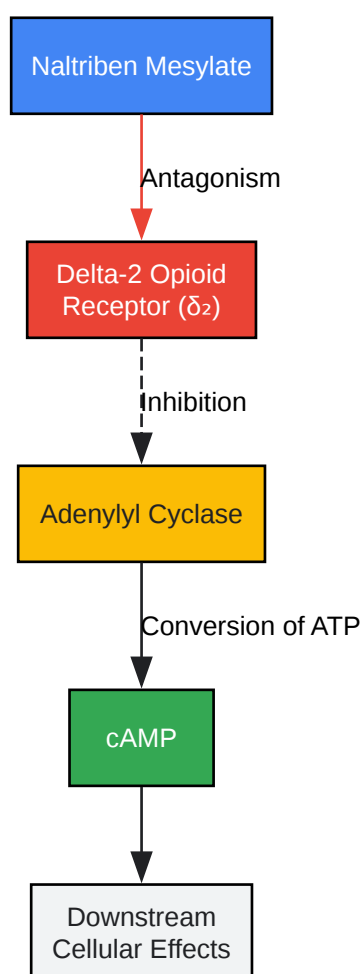 Naltriben Mesylate
Antagonism
Delta-2 Opioid
Receptor (δ₂)
Inhibition
Adenylyl Cyclase
Conversion of ATP
cAMP
Downstream
Cellular Effects